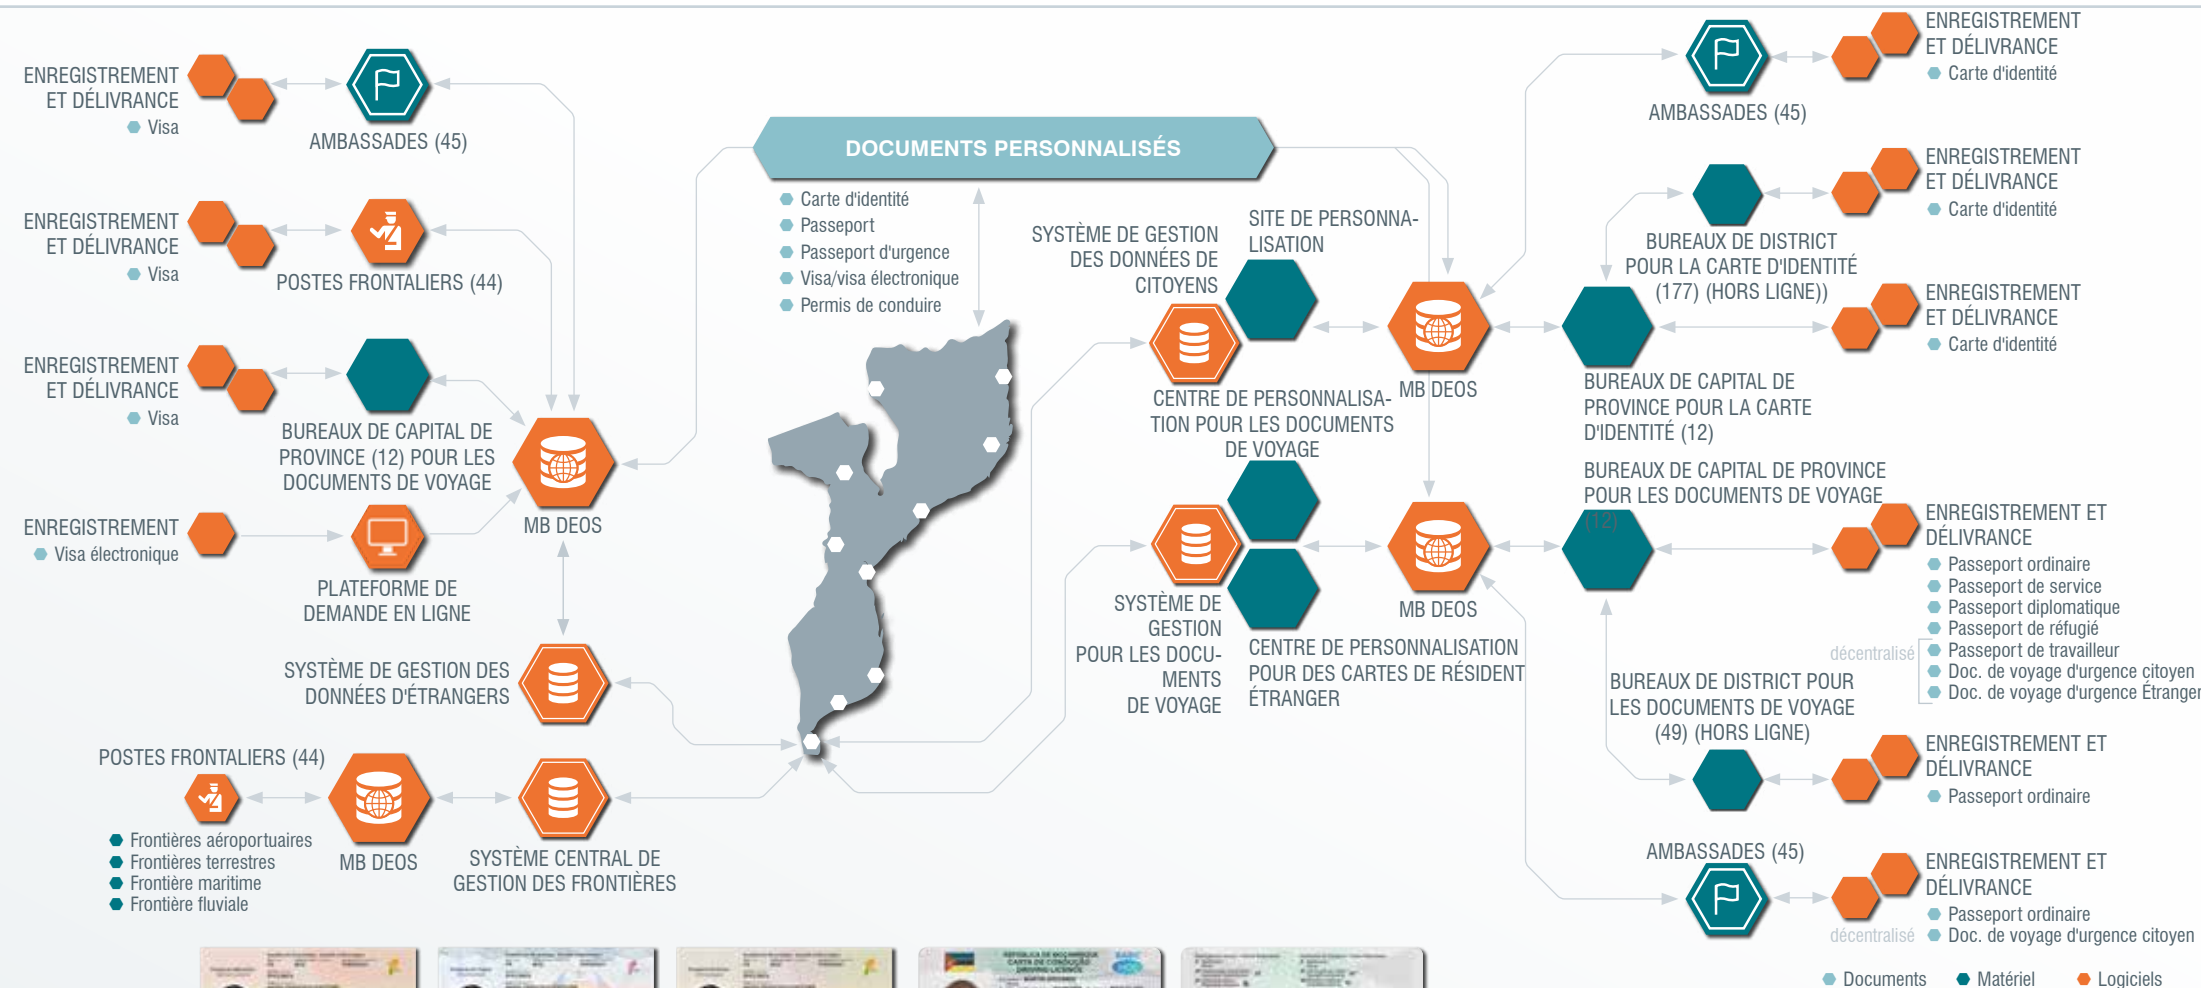 ENREGISTREMENT
ET DÉLIVRANCE
Visa
AMBASSADES (45)
ENREGISTREMENT
ET DÉLIVRANCE
Visa
POSTES FRONTALIERS (44)
ENREGISTREMENT
ET DÉLIVRANCE
Visa
BUREAUX DE CAPITAL DE
PROVINCE (12) POUR LES
DOCUMENTS DE VOYAGE
ENREGISTREMENT
Visa électronique
PLATEFORME DE
DEMANDE EN LIGNE
MB DEOS
SYSTÈME DE GESTION DES
DONNÉES D'ÉTRANGERS
POSTES FRONTALIERS (44)
Frontières aéroportuaires
Frontières terrestres
Frontière maritime
Frontière fluviale
MB DEOS
SYSTÈME CENTRAL DE
GESTION DES FRONTIÈRES
DOCUMENTS PERSONNALISÉS
Carte d'identité
Passeport
Passeport d'urgence
Visa/visa électronique
Permis de conduire
SYSTÈME DE GESTION
DES DONNÉES DE
CITOYENS
SITE DE PERSONNA-
LISATION
CENTRE DE PERSONNALISA-
TION POUR LES DOCUMENTS
DE VOYAGE
MB DEOS
SYSTÈME DE
GESTION
POUR LES DOCU-
MENTS
DE VOYAGE
CENTRE DE PERSONNALISATION
POUR DES CARTES DE RÉSIDENT
ÉTRANGER
MB DEOS
AMBASSADES (45)
ENREGISTREMENT
ET DÉLIVRANCE
Carte d'identité
BUREAUX DE DISTRICT
POUR LA CARTE D'IDENTITÉ
(177) (HORS LIGNE))
ENREGISTREMENT
ET DÉLIVRANCE
Carte d'identité
ENREGISTREMENT
ET DÉLIVRANCE
Carte d'identité
BUREAUX DE CAPITAL DE
PROVINCE POUR LA CARTE
D'IDENTITÉ (12)
BUREAUX DE CAPITAL DE PROVINCE
POUR LES DOCUMENTS DE VOYAGE
(12)
ENREGISTREMENT ET
DÉLIVRANCE
Passeport ordinaire
Passeport de service
Passeport diplomatique
Passeport de réfugié
décentralisé
Passeport de travailleur
Doc. de voyage d'urgence citoyen
Doc. de voyage d'urgence Étranger
BUREAUX DE DISTRICT POUR
LES DOCUMENTS DE VOYAGE
(49) (HORS LIGNE)
ENREGISTREMENT ET
DÉLIVRANCE
Passeport ordinaire
AMBASSADES (45)
ENREGISTREMENT ET
DÉLIVRANCE
Passeport ordinaire
décentralisé
Doc. de voyage d'urgence citoyen
REPÚBLICA DE MOÇAMBIQUE
CARTA DE CONDUÇÃO
DRIVING LICENCE
Documents
Matériel
Logiciels